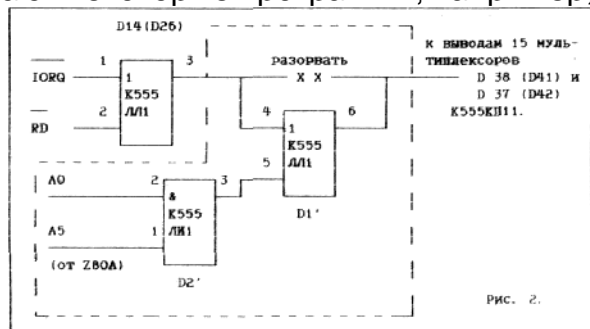 D14(D26)
к выводам 15 муль-
типлексоров
D 38 (D41) и
D 37 (D42)
К555КП11.
IORQ
1
1
3
К555
ЛЛ1
2
RD
разорвать
X X
4
1
6
К555
ЛЛ1
5
D1'
A0
2
&
3
К555
ЛИ1
A5
1
(от Z80A)
D2'
Рис. 2.